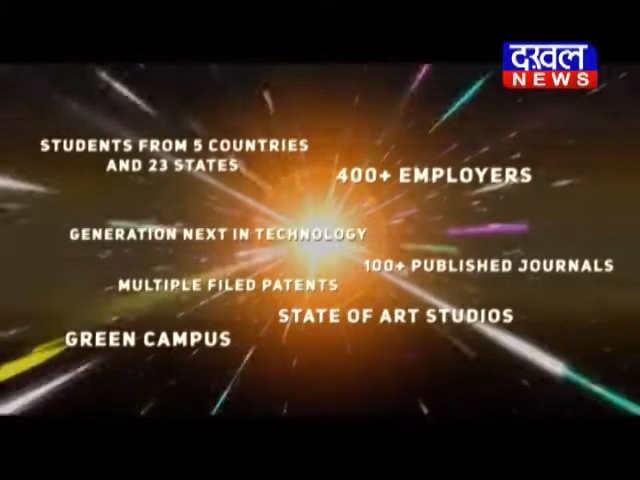 दख़ल
NEWS
STUDENTS FROM 5 COUNTRIES
AND 23 STATES
400+ EMPLOYERS
GENERATION NEXT IN TECHNOLOGY
100+ PUBLISHED JOURNALS
MULTIPLE FILED PATENTS
STATE OF ART STUDIOS
GREEN CAMPUS